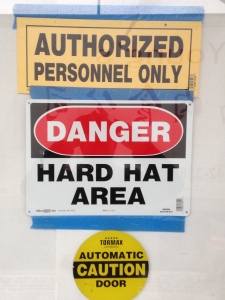 AUTHORIZED
PERSONNEL ONLY
DANGER
HARD HAT
AREA
TORMAX
AUTOMATIC
CAUTION
DOOR